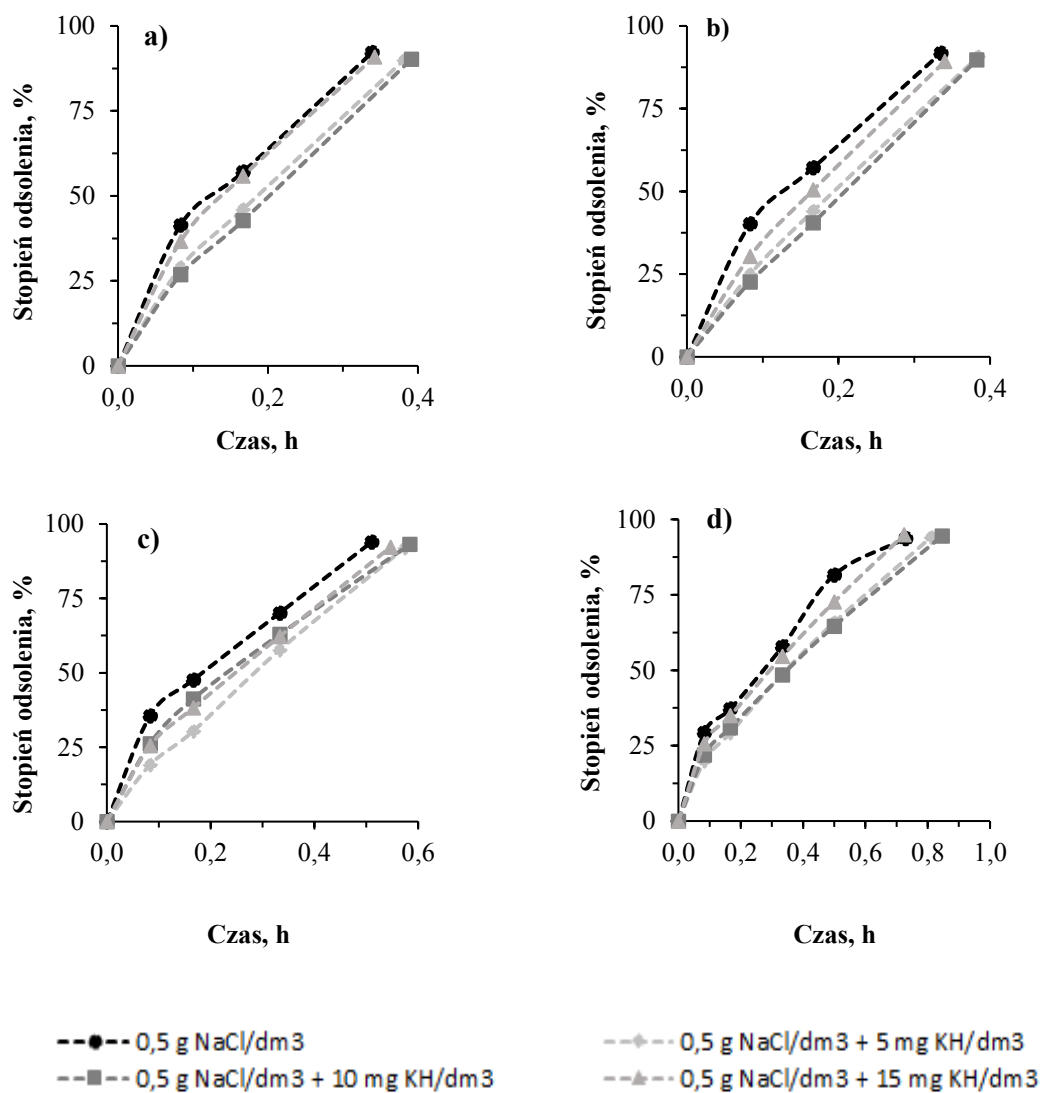 a)
Stopień odsolenia, %
100
75
50
25
0
0,0 0,2 0,4
Czas, h
b)
Stopień odsolenia, %
100
75
50
25
0
0,0 0,2 0,4
Czas, h
c)
Stopień odsolenia, %
100
75
50
25
0
0,0 0,2 0,4 0,6
Czas, h
d)
Stopień odsolenia, %
100
75
50
25
0
0,0 0,2 0,4 0,6 0,8 1,0
Czas, h
0,5 g NaCl/dm3
0,5 g NaCl/dm3 + 5 mg KH/dm3
0,5 g NaCl/dm3 + 10 mg KH/dm3
0,5 g NaCl/dm3 + 15 mg KH/dm3